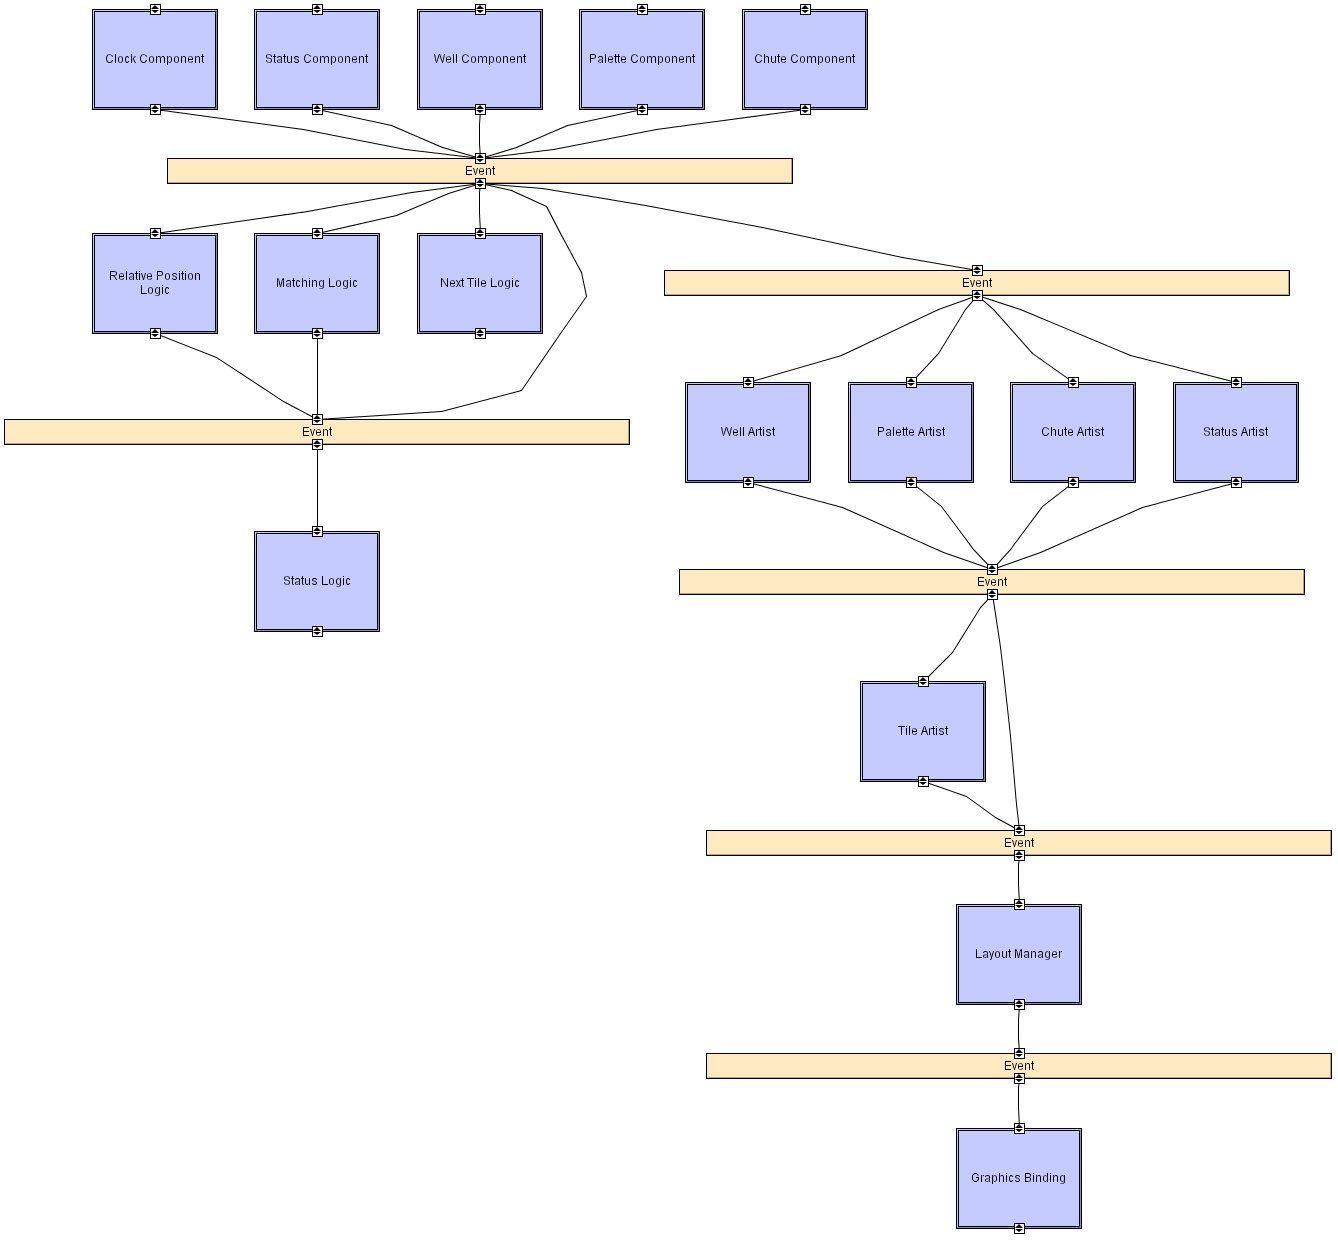 Clock Component
Status Component
Well Component
Palette Component
Chute Component
Event
Relative Position
Logic
Matching Logic
Next Tile Logic
Event
Event
Well Artist
Palette Artist
Chute Artist
Status Artist
Status Logic
Event
Tile Artist
Event
Layout Manager
Event
Graphics Binding